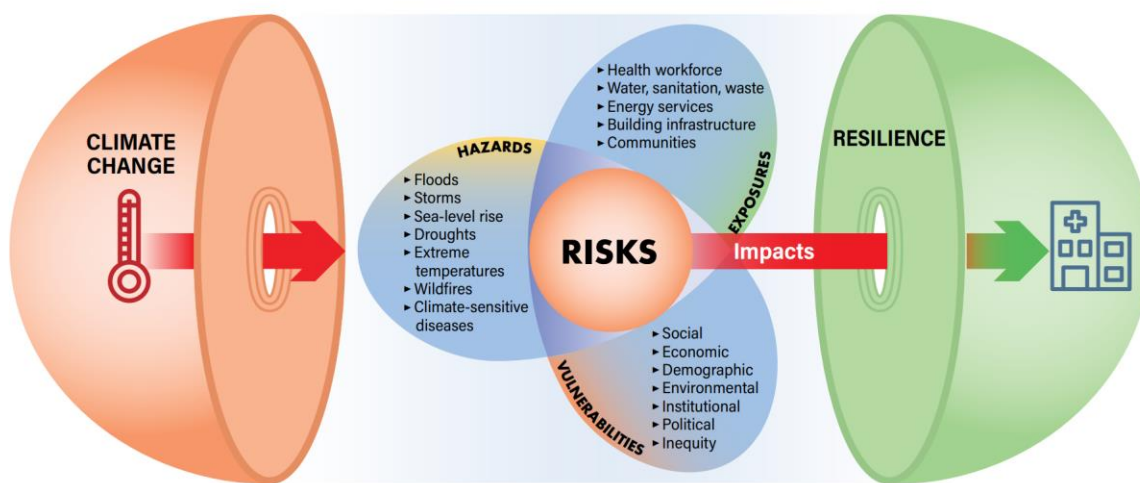 CLIMATE
CHANGE
HAZARDS
▸ Floods
▸ Storms
▸ Sea-level rise
▸ Droughts
▸ Extreme
temperatures
▸ Wildfires
▸ Climate-sensitive
diseases
▸ Health workforce
▸ Water, sanitation, waste
▸ Energy services
▸ Building infrastructure
▸ Communities
EXPOSURES
RISKS
Impacts
VULNERABILITIES
▸ Social
▸ Economic
▸ Demographic
▸ Environmental
▸ Institutional
▸ Political
▸ Inequity
RESILIENCE